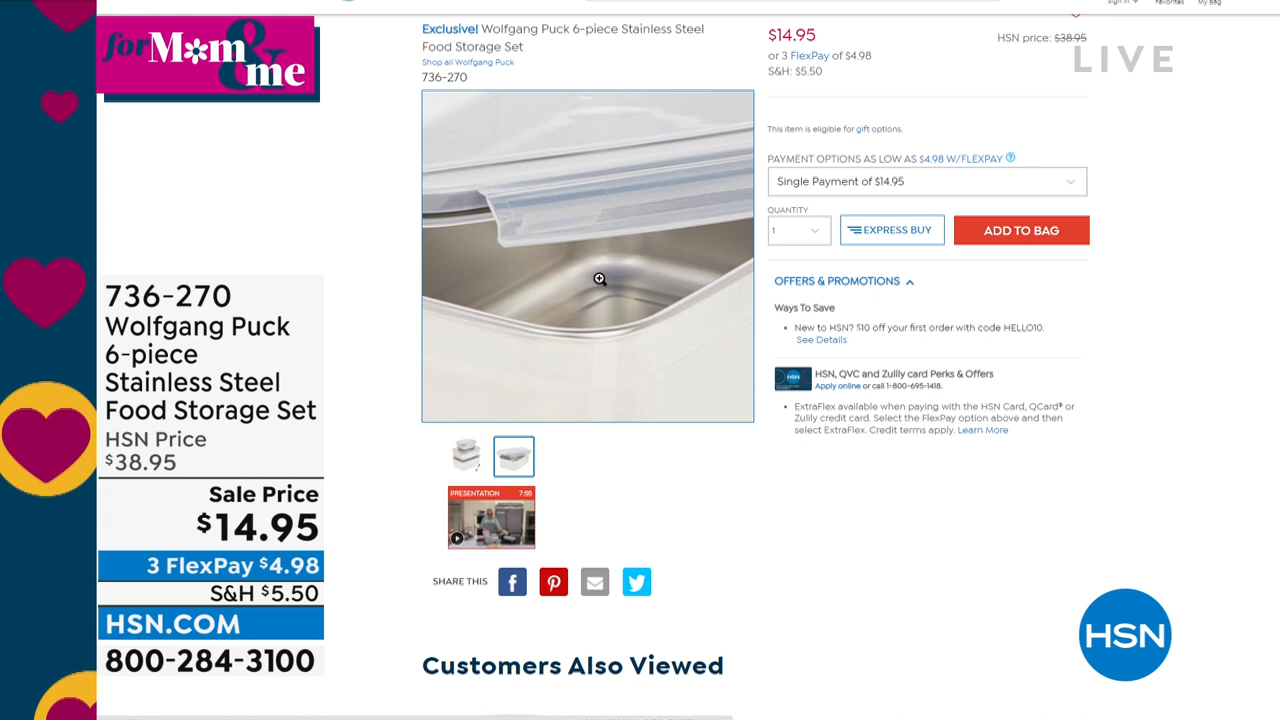 Sign in
Favorites
My Bag
for Mom
& me
Exclusive! Wolfgang Puck 6-piece Stainless Steel
Food Storage Set
Shop all Wolfgang Puck
736-270
$14.95
HSN price: $38.95
or 3 FlexPay of $4.98
S&H: $5.50
LIVE
This item is eligible for gift options.
PAYMENT OPTIONS AS LOW AS $4.98 W/FLEXPAY ?
Single Payment of $14.95
QUANTITY
1
EXPRESS BUY
ADD TO BAG
OFFERS & PROMOTIONS
Ways To Save
• New to HSN? $10 off your first order with code HELLO10.
See Details
HSN
HSN, QVC and Zulily card Perks & Offers
Apply online or call 1-800-695-1418.
• ExtraFlex available when paying with the HSN Card, QCard® or
Zulily credit card. Select the FlexPay option above and then
select ExtraFlex. Credit terms apply. Learn More
736-270
Wolfgang Puck
6-piece
Stainless Steel
Food Storage Set
HSN Price
$38.95
Sale Price
$14.95
3 FlexPay $4.98
S&H $5.50
HSN.COM
800-284-3100
PRESENTATION 7:55
SHARE THIS
HSN
Customers Also Viewed